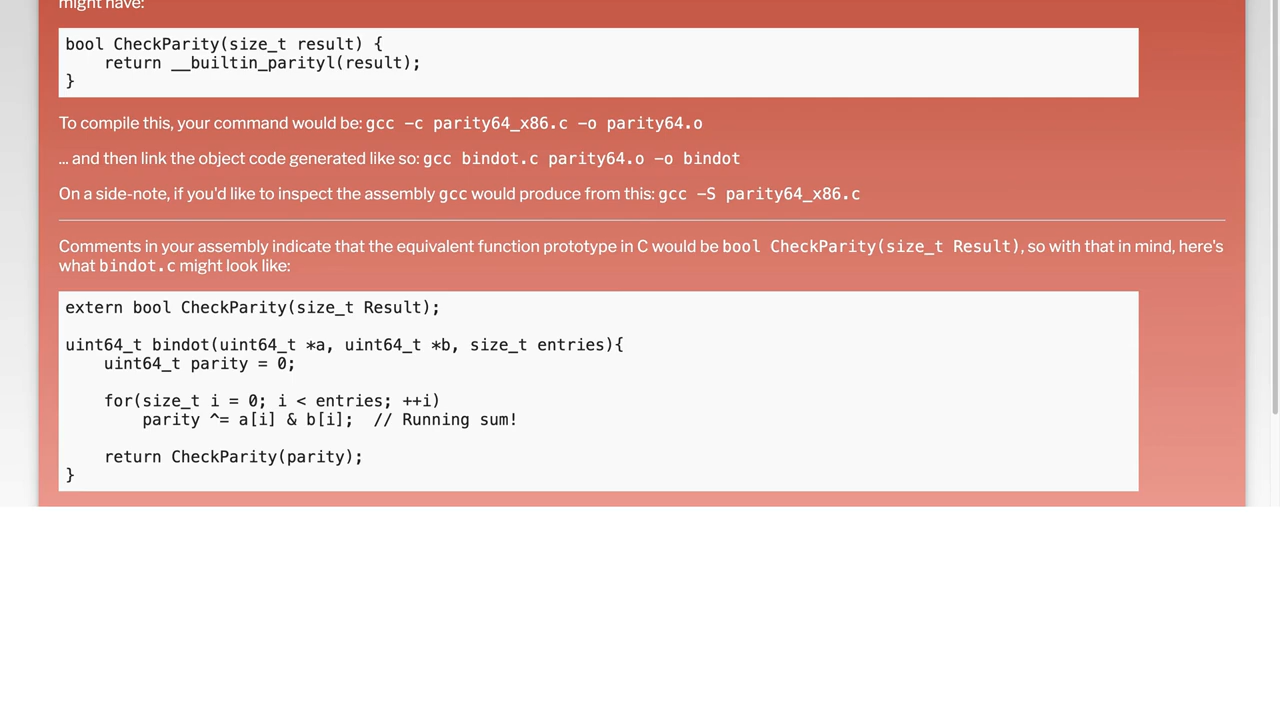 might have:
bool CheckParity(size_t result) {
    return __builtin_parityl(result);
}
To compile this, your command would be: gcc -c parity64_x86.c -o parity64.o
... and then link the object code generated like so: gcc bindot.c parity64.o -o bindot
On a side-note, if you'd like to inspect the assembly gcc would produce from this: gcc -S parity64_x86.c
Comments in your assembly indicate that the equivalent function prototype in C would be bool CheckParity(size_t Result), so with that in mind, here's
what bindot.c might look like:
extern bool CheckParity(size_t Result);
uint64_t bindot(uint64_t *a, uint64_t *b, size_t entries){
    uint64_t parity = 0;
    for(size_t i = 0; i < entries; ++i)
        parity ^= a[i] & b[i];  // Running sum!
    return CheckParity(parity);
}